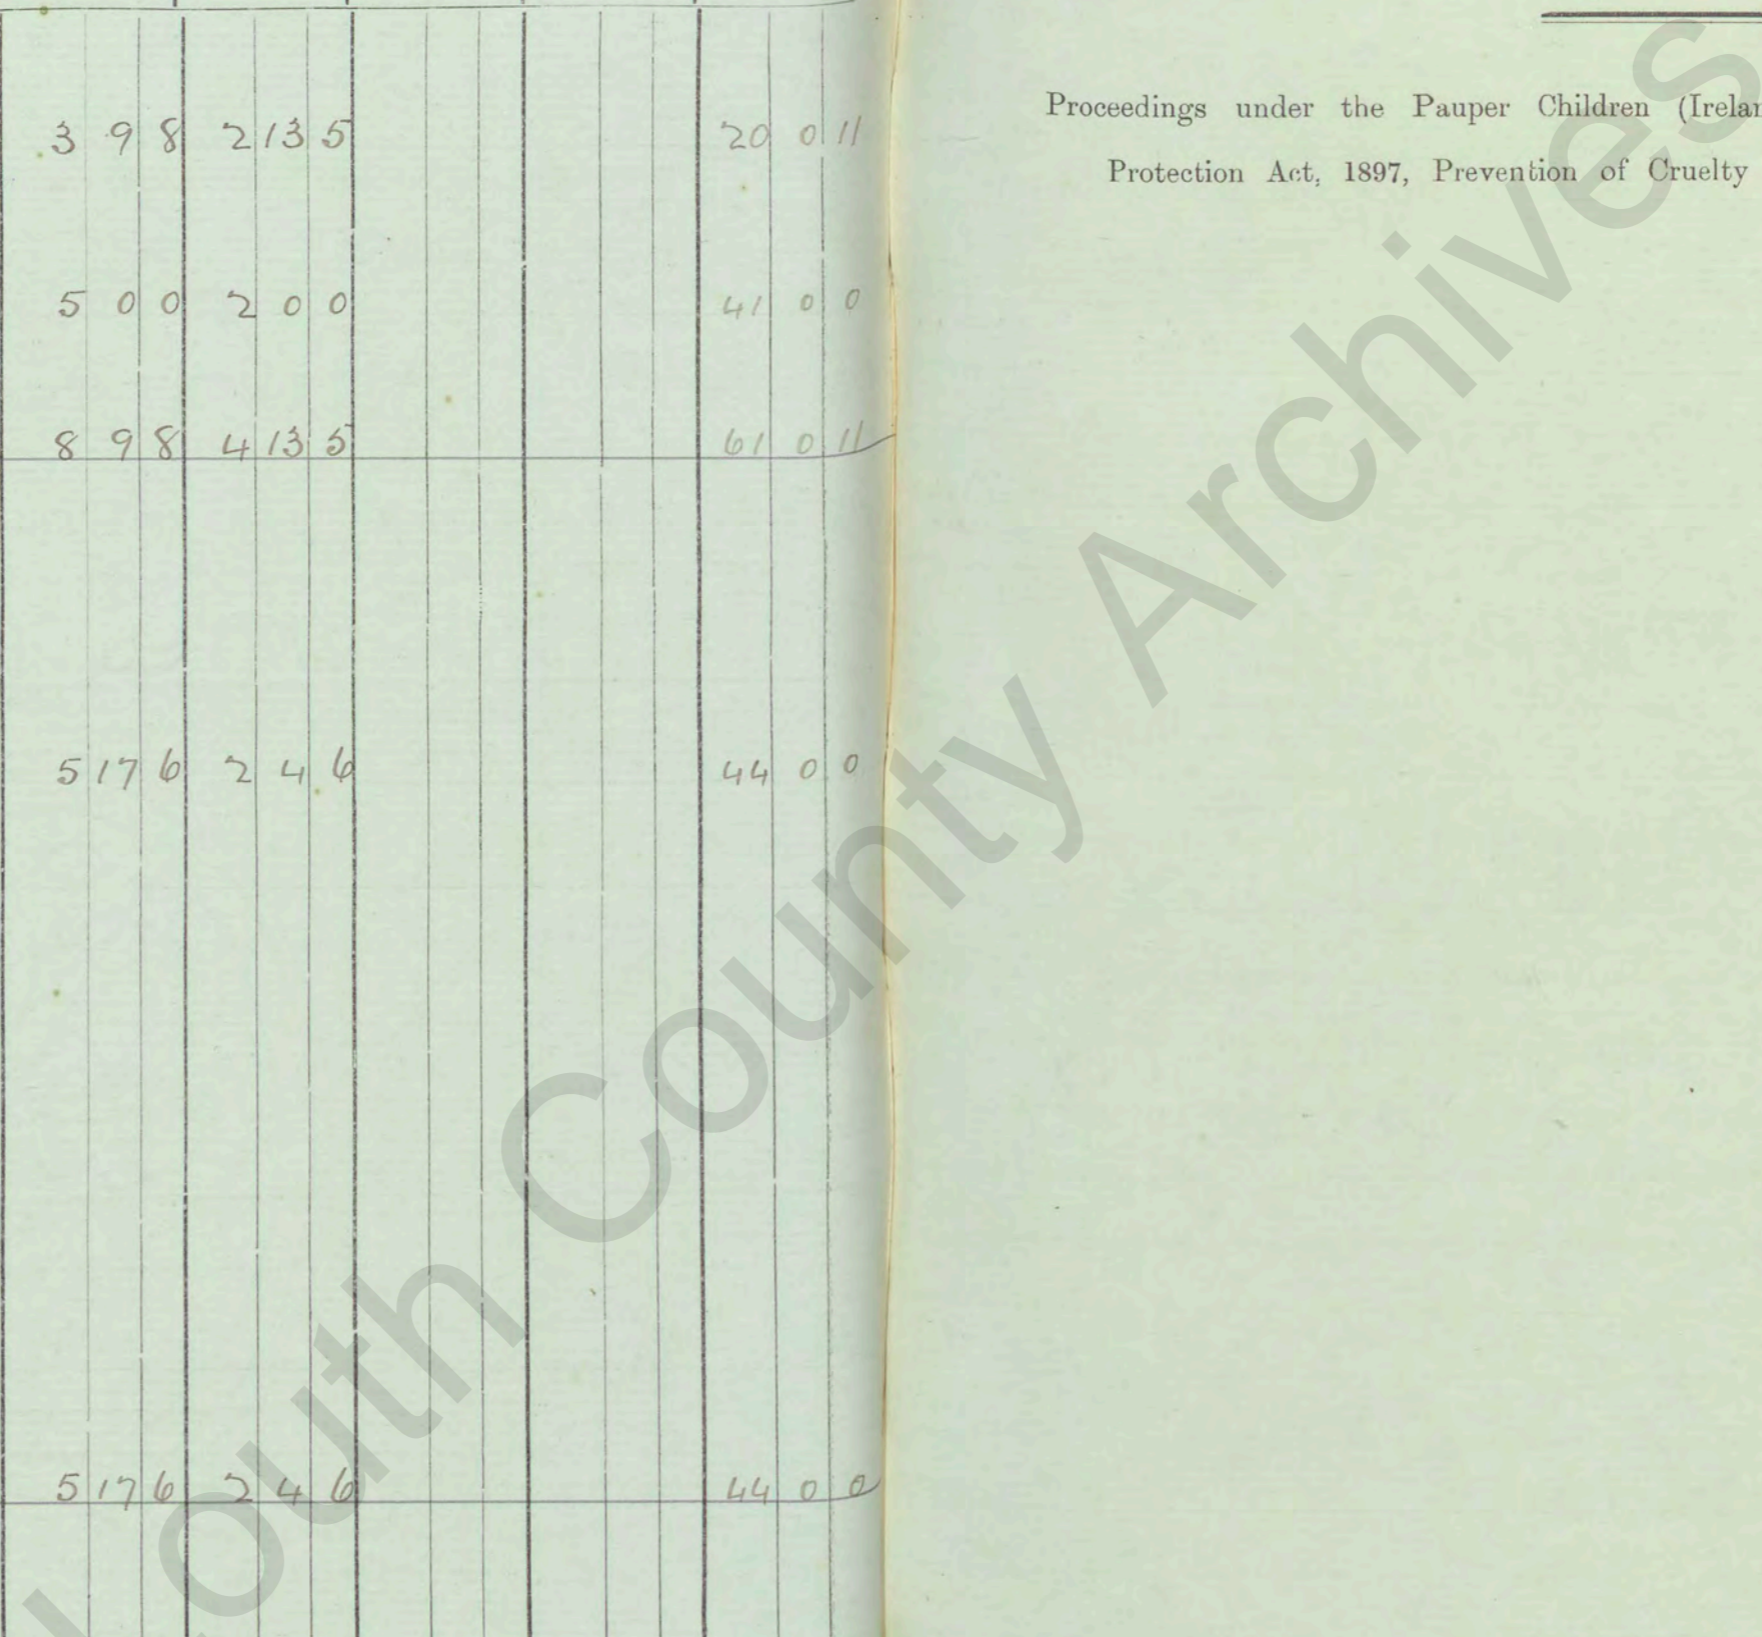 3 9 8 2 13 5 20 0 11
5 0 0 2 0 0 41 0 0
8 9 8 4 13 5 61 0 11
5 17 6 2 4 6 44 0 0
5 17 6 2 4 6 44 0 0
Proceedings under the Pauper Children (Irelan
Protection Act, 1897, Prevention of Cruelty
Louth County Archives